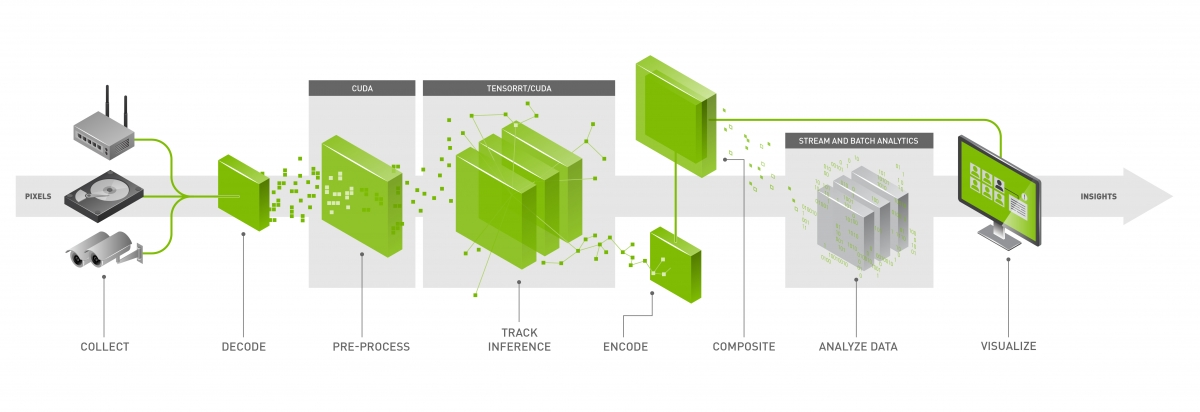 CUDA
TENSORRT/CUDA
STREAM AND BATCH ANALYTICS
PIXELS
INSIGHTS
COLLECT
DECODE
PRE-PROCESS
TRACK
INFERENCE
ENCODE
COMPOSITE
ANALYZE DATA
VISUALIZE